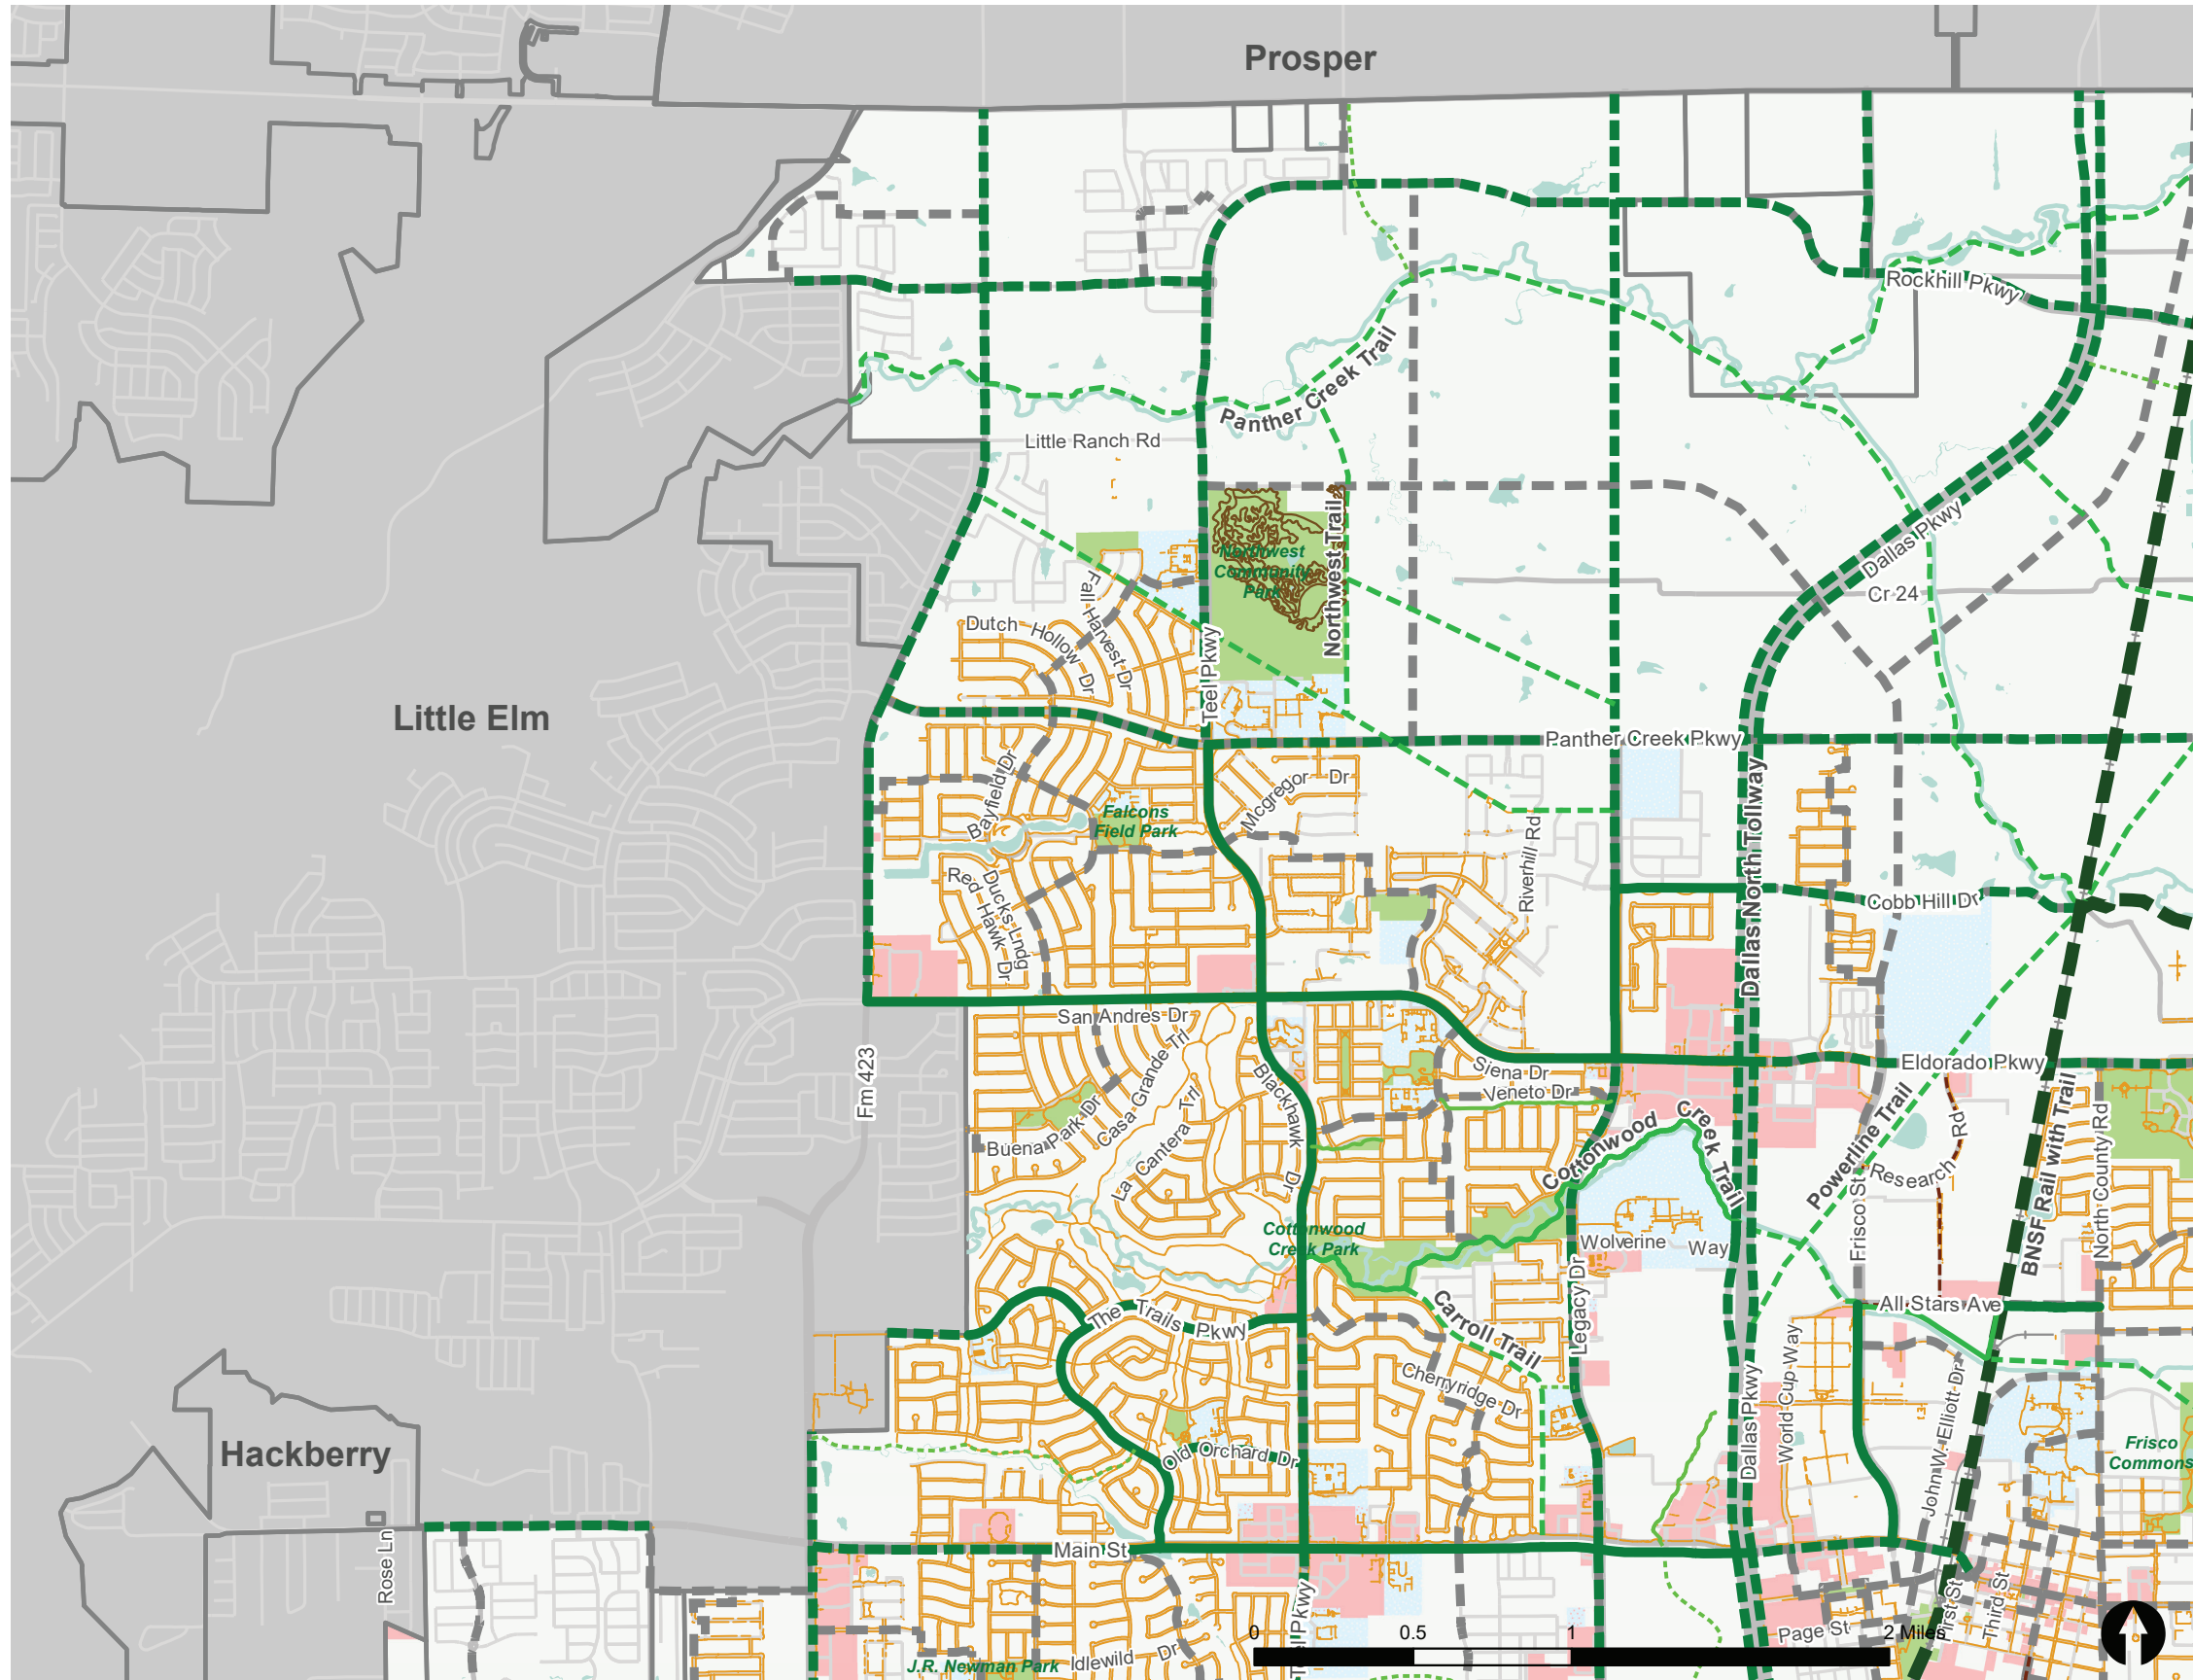 Prosper
Rockhill Pkwy
Panther Creek Trail
Little Ranch Rd
Northwest Trail
Northwest
Community
Park
Dallas Pkwy
Cr 24
Fall Harvest Dr
Dutch Hollow Dr
Teel Pkwy
Little Elm
Panther Creek Pkwy
Bayfield Dr
Mcgregor Dr
Falcons
Field Park
Dallas North Tollway
Riverhill Rd
Red Hawk Dr
Ducks Lndg
Cobb Hill Dr
San Andres Dr
Casa Grande Trl
Fm 423
Blackhawk Dr
Siena Dr
Veneto Dr
Eldorado Pkwy
Buena Park Dr
La Cantera Trl
Cottonwood Creek Trail
Powerline Trail
Research Rd
BNSF Rail with Trail
North County Rd
Frisco St
Cottonwood
Creek Park
Wolverine Way
Legacy Dr
The Trails Pkwy
Carroll Trail
All Stars Ave
Cherryridge Dr
Dallas Pkwy
World Cup Way
John W. Elliott Dr
Hackberry
Old Orchard Dr
Frisco
Commons
Rose Ln
Main St
First St
Third St
Page St
Idlewild Dr
J.R. Newman Park
0 0.5 1 2 Miles